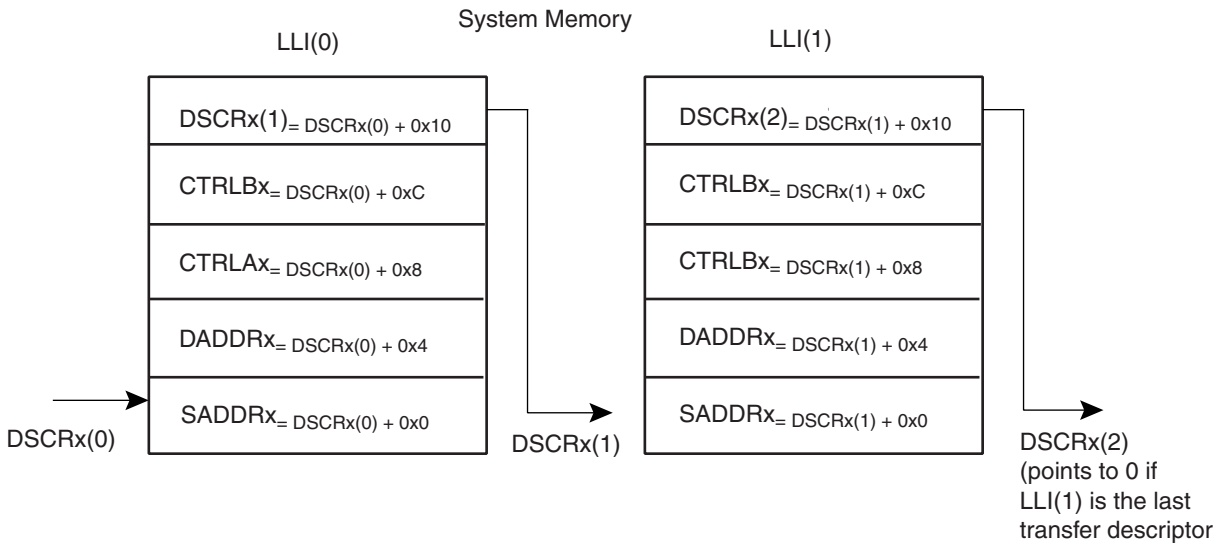 System Memory
LLI(0)
LLI(1)
DSCRx(1)= DSCRx(0) + 0x10
CTRLBx= DSCRx(0) + 0xC
CTRLAx= DSCRx(0) + 0x8
DADDRx= DSCRx(0) + 0x4
SADDRx= DSCRx(0) + 0x0
DSCRx(0)
DSCRx(1)
DSCRx(2)= DSCRx(1) + 0x10
CTRLBx= DSCRx(1) + 0xC
CTRLBx= DSCRx(1) + 0x8
DADDRx= DSCRx(1) + 0x4
SADDRx= DSCRx(1) + 0x0
DSCRx(2)
(points to 0 if
LLI(1) is the last
transfer descriptor